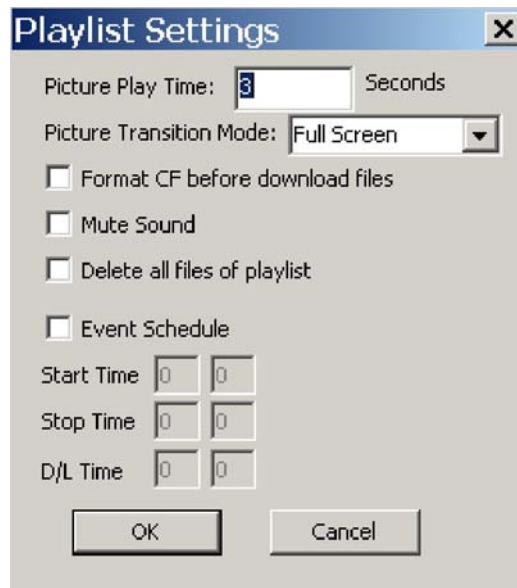 Playlist Settings
Picture Play Time: 3 Seconds
Picture Transition Mode: Full Screen
Format CF before download files
Mute Sound
Delete all files of playlist
Event Schedule
Start Time 0 0
Stop Time 0 0
D/L Time 0 0
OK Cancel